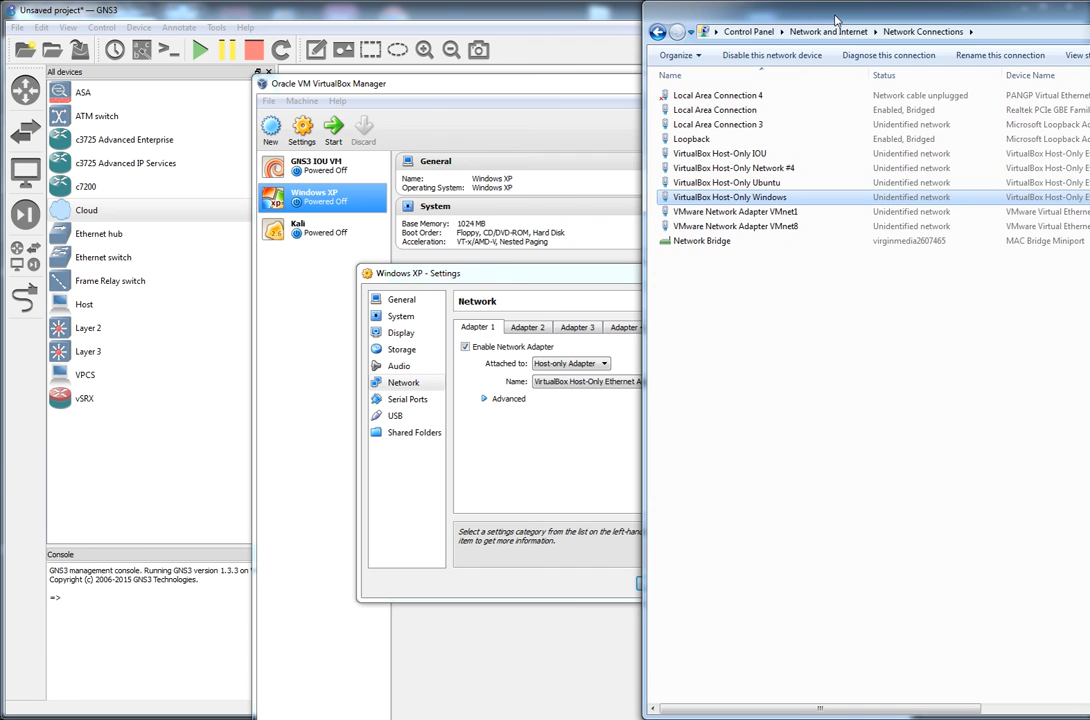 Unsaved project* — GNS3
File Edit View Control Device Annotate Tools Help
All devices
ASA
ATM switch
c3725 Advanced Enterprise
c3725 Advanced IP Services
c7200
Cloud
Ethernet hub
Ethernet switch
Frame Relay switch
Host
Layer 2
Layer 3
VPCS
vSRX
Console
GNS3 management console. Running GNS3 version 1.3.3 on
Copyright (c) 2006-2015 GNS3 Technologies.
=>
Oracle VM VirtualBox Manager
File Machine Help
New Settings Start Discard
GNS3 IOU VM
Powered Off
Windows XP
Powered Off
Kali
Powered Off
General
Name: Windows XP
Operating System: Windows XP
System
Base Memory: 1024 MB
Boot Order: Floppy, CD/DVD-ROM, Hard Disk
Acceleration: VT-x/AMD-V, Nested Paging
Windows XP - Settings
General
System
Display
Storage
Audio
Network
Serial Ports
USB
Shared Folders
Network
Adapter 1 Adapter 2 Adapter 3 Adapter
Enable Network Adapter
Attached to: Host-only Adapter
Name: VirtualBox Host-Only Ethernet A
Advanced
Select a settings category from the list on the left-hand
item to get more information.
Control Panel Network and Internet Network Connections
Organize Disable this network device Diagnose this connection Rename this connection View s
Name Status Device Name
Local Area Connection 4 Network cable unplugged PANGP Virtual Etherne
Local Area Connection Enabled, Bridged Realtek PCIe GBE Fami
Local Area Connection 3 Unidentified network Microsoft Loopback A
Loopback Enabled, Bridged Microsoft Loopback A
VirtualBox Host-Only IOU Unidentified network VirtualBox Host-Only E
VirtualBox Host-Only Network #4 Unidentified network VirtualBox Host-Only E
VirtualBox Host-Only Ubuntu Unidentified network VirtualBox Host-Only E
VirtualBox Host-Only Windows Unidentified network VirtualBox Host-Only E
VMware Network Adapter VMnet1 Unidentified network VMware Virtual Etherne
VMware Network Adapter VMnet8 Unidentified network VMware Virtual Etherne
Network Bridge virginmedia2607465 MAC Bridge Miniport